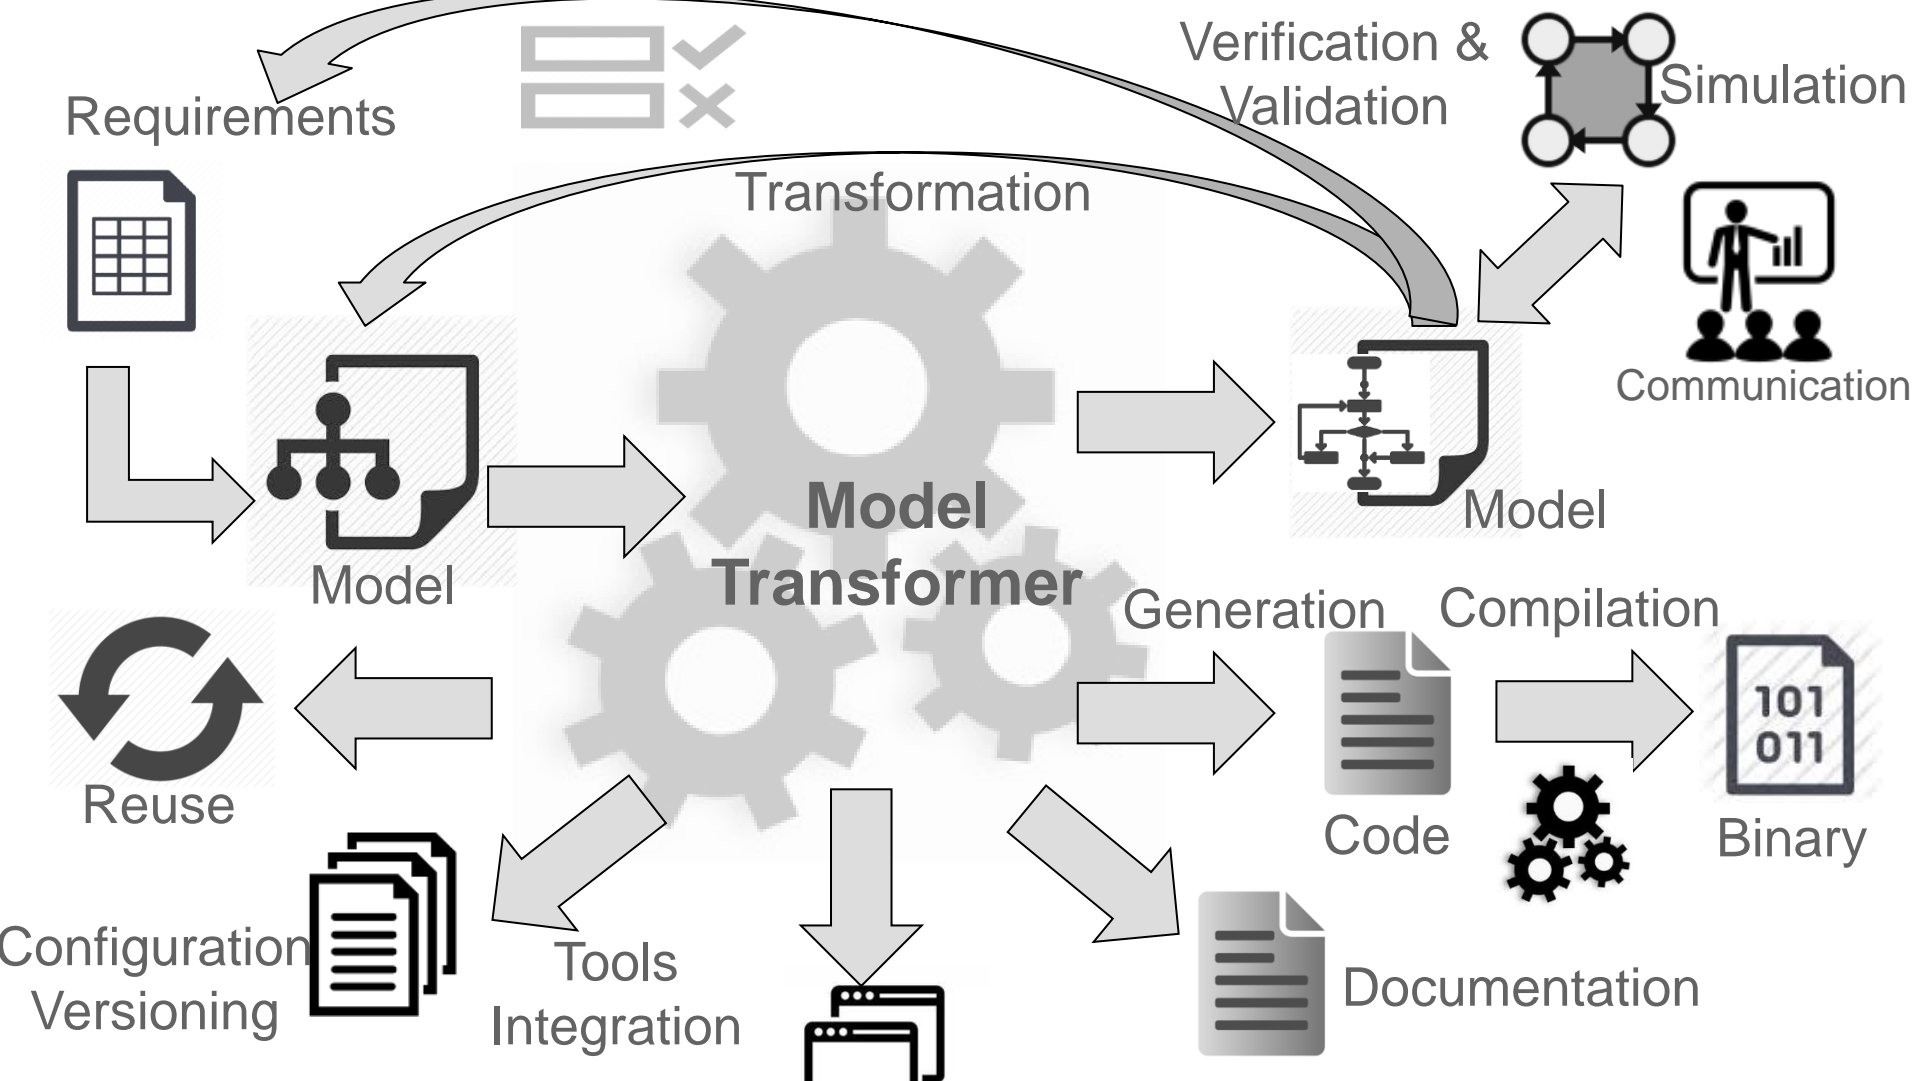 Verification &
Validation
Simulation
Requirements
Transformation
Communication
Model
Transformer
Model
Model
Generation
Compilation
101
011
Reuse
Code
Binary
Configuration
Versioning
Tools
Integration
Documentation